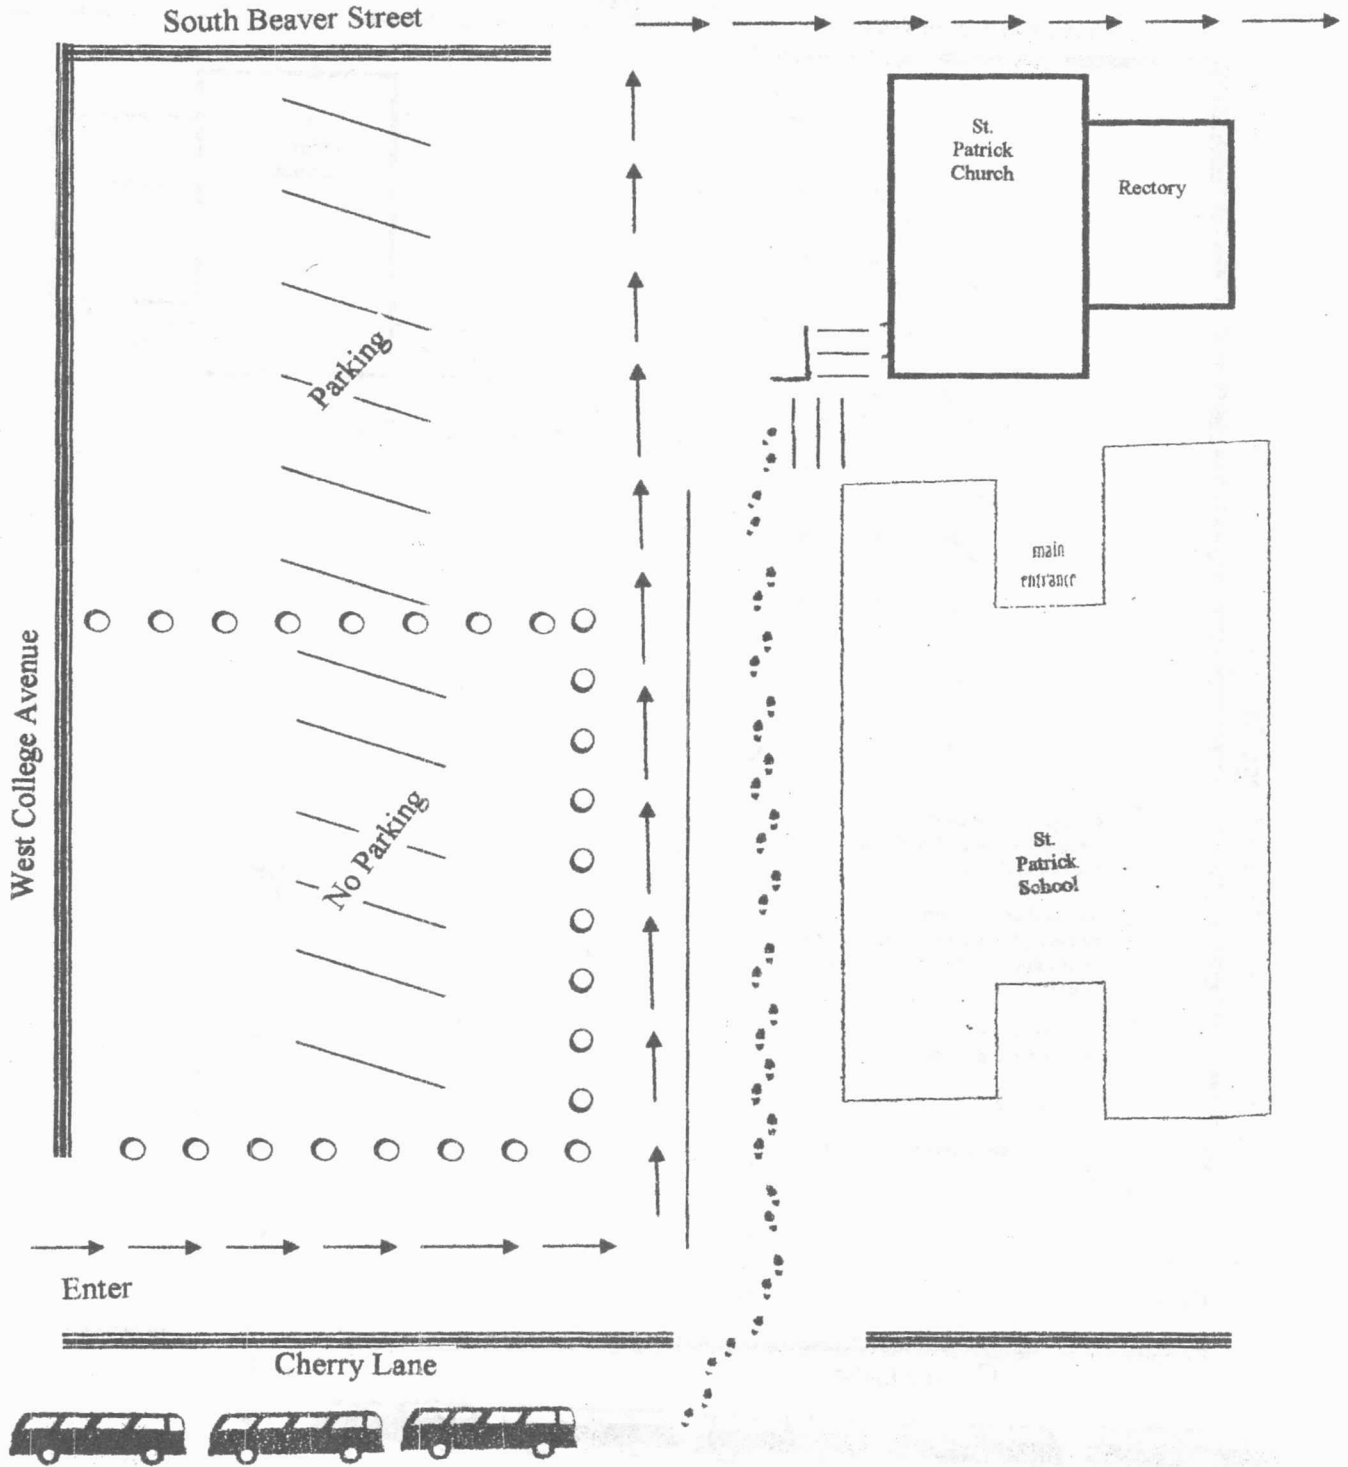 South Beaver Street
St.
Patrick
Church
Rectory
Parking
main
entrance
West College Avenue
No Parking
St.
Patrick
School
Enter
Cherry Lane